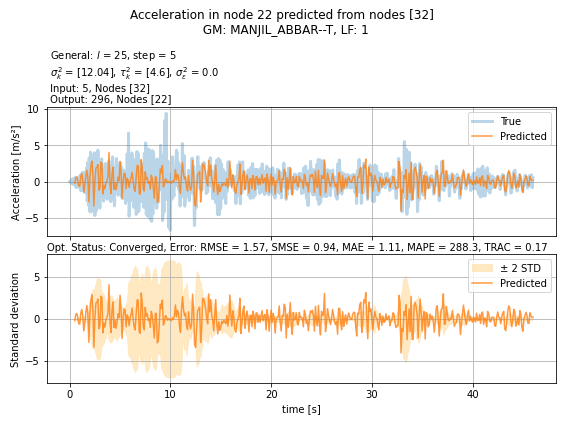 Acceleration in node 22 predicted from nodes [32]
GM: MANJIL_ABBAR--T, LF: 1
General: l = 25, step = 5
σ²ₖ = [12.04], τ²ₖ = [4.6], σ²ε = 0.0
Input: 5, Nodes [32]
Output: 296, Nodes [22]
Acceleration [m/s²]
10
5
0
−5
True
Predicted
Opt. Status: Converged, Error: RMSE = 1.57, SMSE = 0.94, MAE = 1.11, MAPE = 288.3, TRAC = 0.17
Standard deviation
5
0
−5
± 2 STD
Predicted
0
10
20
30
40
time [s]